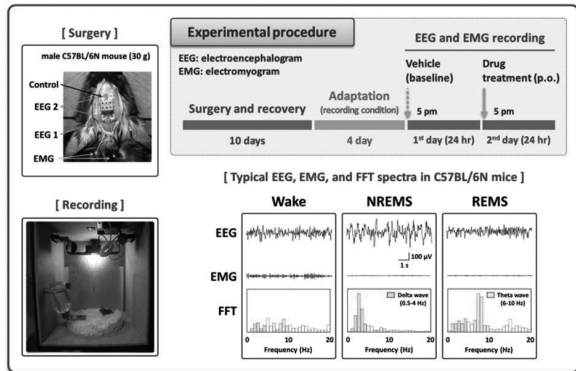 [ Surgery ]
male C57BL/6N mouse (30 g)
Control
EEG 2
EEG 1
EMG
Experimental procedure
EEG: electroencephalogram
EMG: electromyogram
EEG and EMG recording
Vehicle
(baseline)
Drug
treatment (p.o.)
Adaptation
(recording condition)
5 pm
5 pm
Surgery and recovery
10 days
4 day
1st day (24 hr)
2nd day (24 hr)
[ Recording ]
[ Typical EEG, EMG, and FFT spectra in C57BL/6N mice ]
Wake
NREMS
REMS
EEG
100 μV
1 s
EMG
FFT
Delta wave
(0.5-4 Hz)
Theta wave
(6-10 Hz)
0 10 20
0 10 20
0 10 20
Frequency (Hz)
Frequency (Hz)
Frequency (Hz)